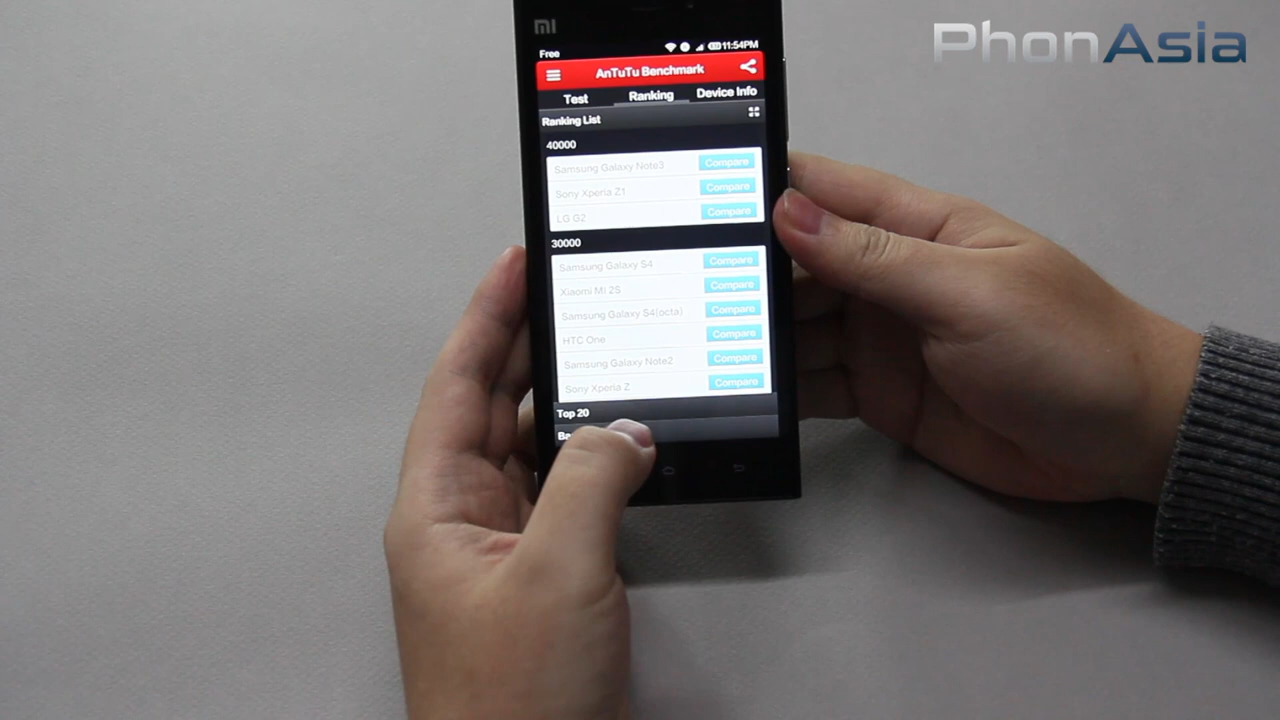 PhonAsia
MI
Free 11:54PM
AnTuTu Benchmark
Test Ranking Device Info
Ranking List
40000
Samsung Galaxy Note3 Compare
Sony Xperia Z1 Compare
LG G2 Compare
30000
Samsung Galaxy S4 Compare
Xiaomi MI 2S Compare
Samsung Galaxy S4(octa) Compare
HTC One Compare
Samsung Galaxy Note2 Compare
Sony Xperia Z Compare
Top 20